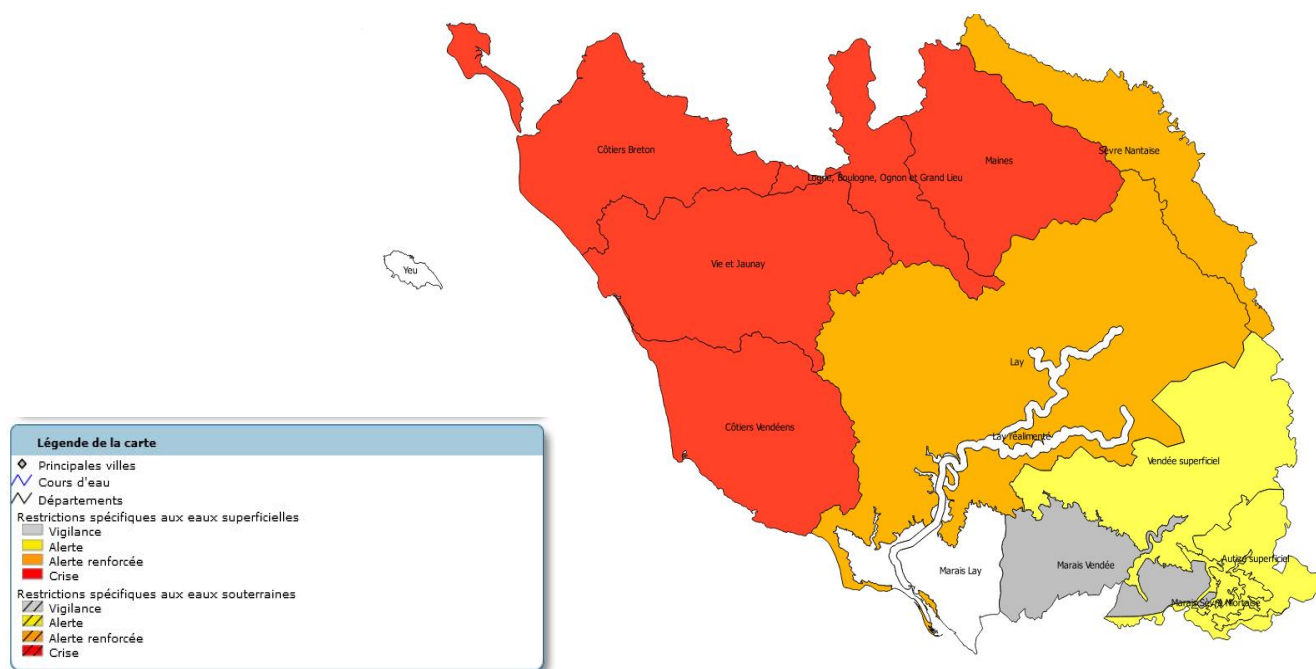 Côtiers Breton
Maines
Sèvre Nantaise
Logne, Boulogne, Ognon et Grand Lieu
Vie et Jaunay
Yeu
Lay
Côtiers Vendéens
Lay réalimenté
Vendée superficiel
Marais Lay
Marais Vendée
Autize superficiel
Marais Sèvre Niortaise
Légende de la carte
Principales villes
Cours d'eau
Départements
Restrictions spécifiques aux eaux superficielles
Vigilance
Alerte
Alerte renforcée
Crise
Restrictions spécifiques aux eaux souterraines
Vigilance
Alerte
Alerte renforcée
Crise